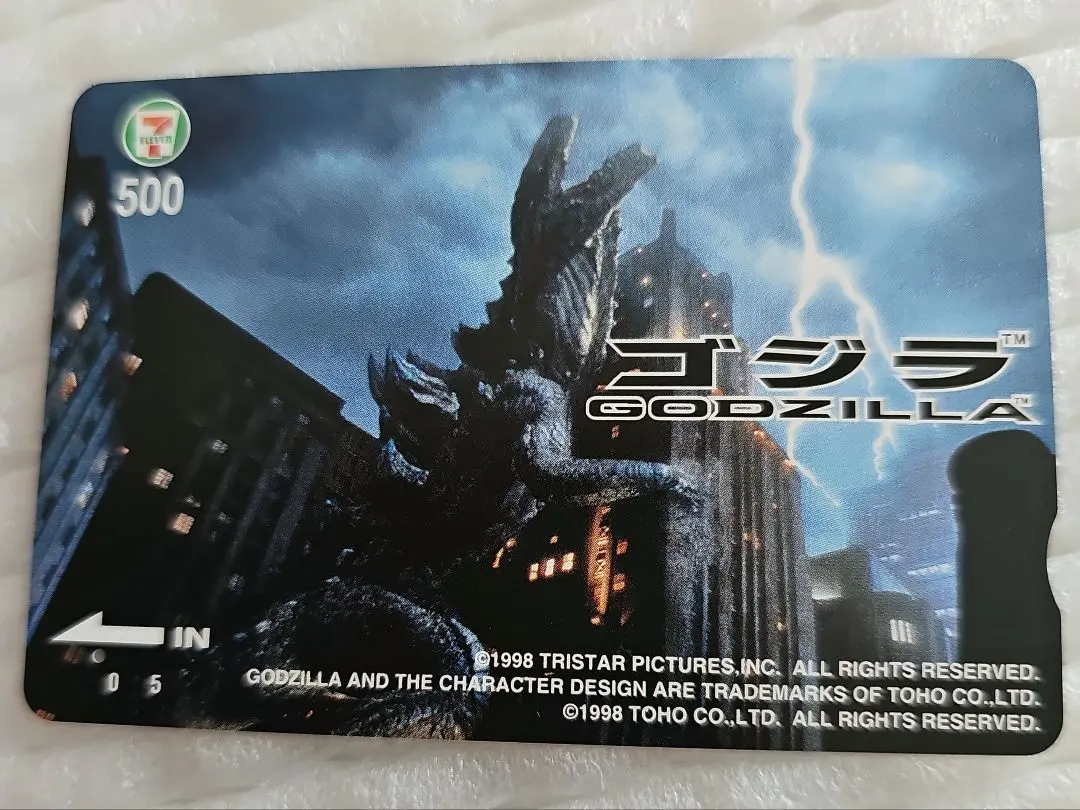 7
ELEVEN
500
ゴジラ™
GODZILLA™
IN
0 5
©1998 TRISTAR PICTURES,INC. ALL RIGHTS RESERVED.
GODZILLA AND THE CHARACTER DESIGN ARE TRADEMARKS OF TOHO CO.,LTD.
©1998 TOHO CO.,LTD. ALL RIGHTS RESERVED.